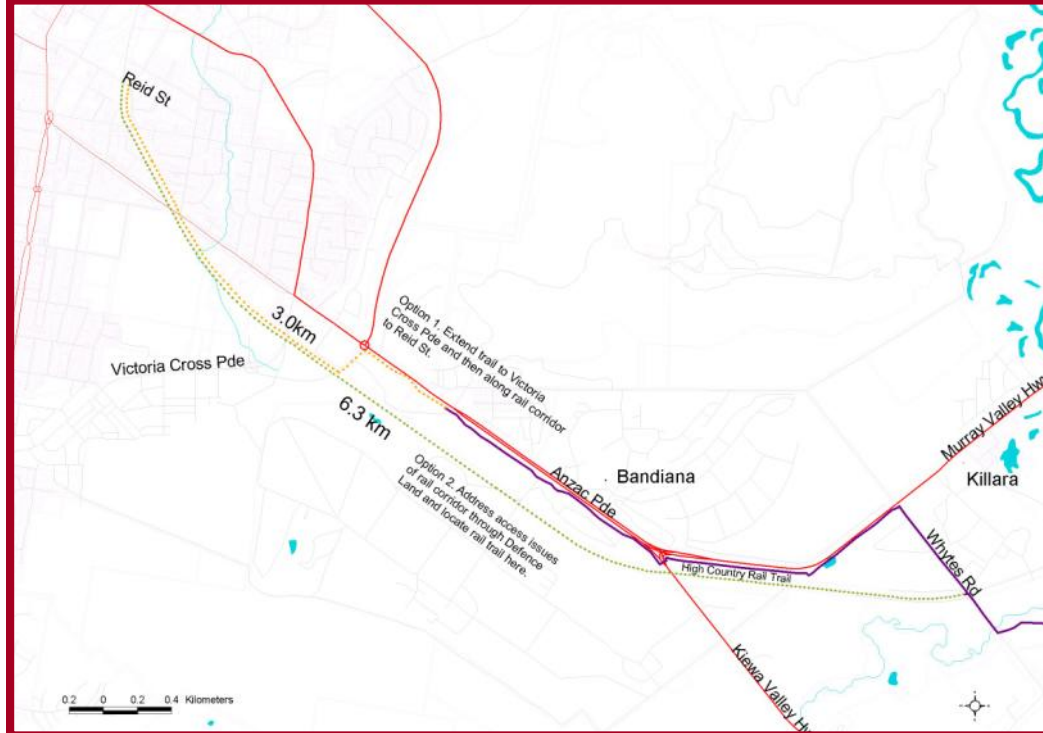 Reid St
3.0km
Option 1. Extend trail to Victoria
Cross Pde and then along rail corridor
to Reid St.
Victoria Cross Pde
6.3 km
Murray Valley Hwy
Option 2. Address access issues
of rail corridor through Defence
Land and locate rail trail here.
Anzac Pde
Bandiana
Killara
Whytes Rd
High Country Rail Trail
Kiewa Valley Hw
0.2 0 0.2 0.4 Kilometers